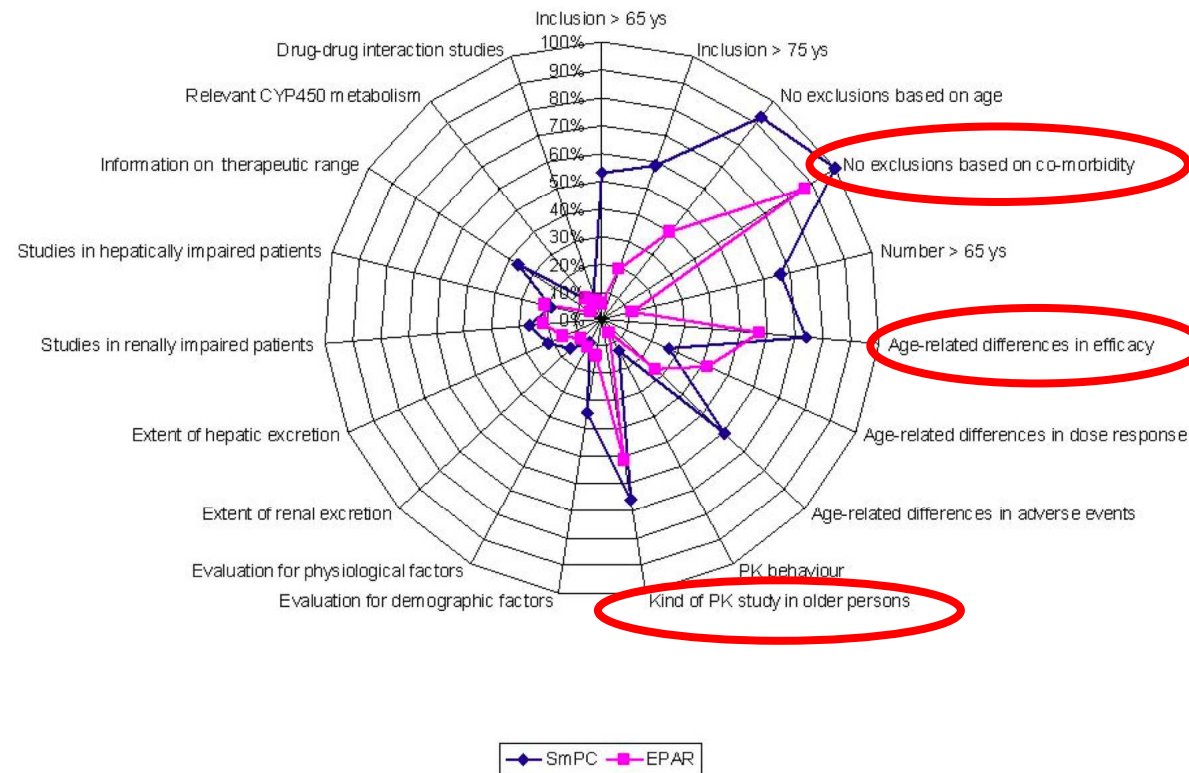 Inclusion > 65 ys
Inclusion > 75 ys
No exclusions based on age
No exclusions based on co-morbidity
Number > 65 ys
Age-related differences in efficacy
Age-related differences in dose response
Age-related differences in adverse events
PK behaviour
Kind of PK study in older persons
Evaluation for demographic factors
Evaluation for physiological factors
Extent of renal excretion
Extent of hepatic excretion
Studies in renally impaired patients
Studies in hepatically impaired patients
Information on therapeutic range
Relevant CYP450 metabolism
Drug-drug interaction studies
100%
90%
80%
70%
60%
50%
40%
30%
20%
10%
0%
SmPC
EPAR